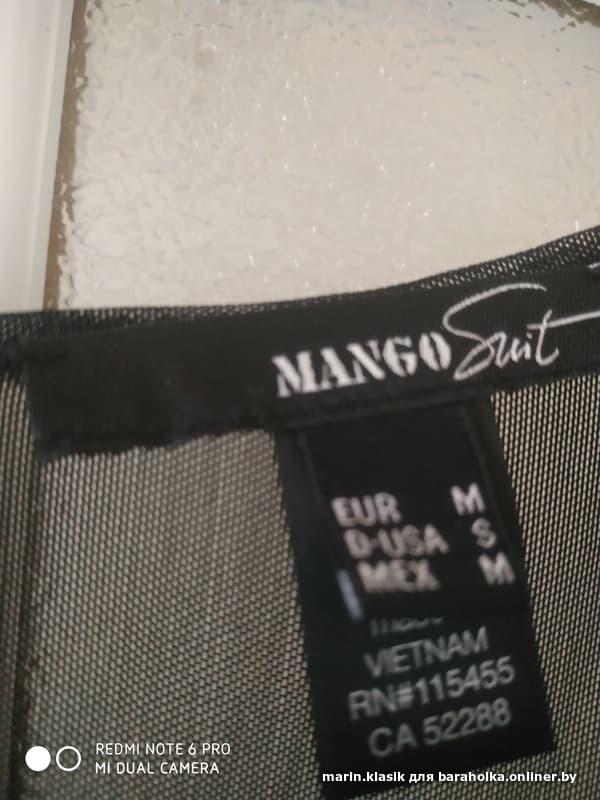 MANGO Suit
EUR M
D-USA S
MEX M
made
VIETNAM
RN#115455
CA 52288
REDMI NOTE 6 PRO
MI DUAL CAMERA
marin.klasik для baraholka.onliner.by